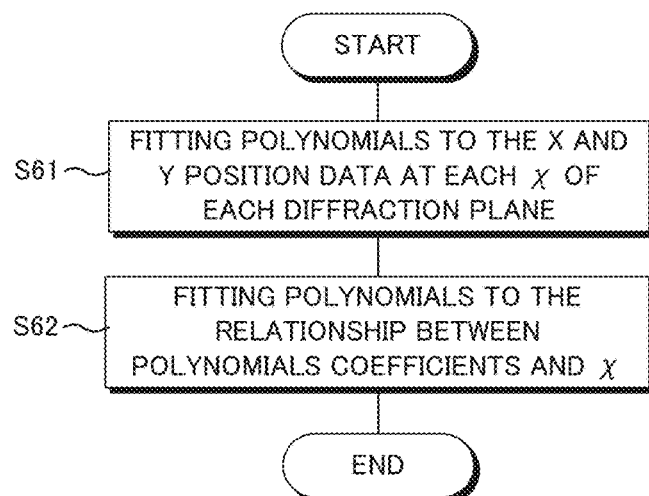 START
S61
FITTING POLYNOMIALS TO THE X AND
Y POSITION DATA AT EACH χ OF
EACH DIFFRACTION PLANE
S62
FITTING POLYNOMIALS TO THE
RELATIONSHIP BETWEEN
POLYNOMIALS COEFFICIENTS AND χ
END